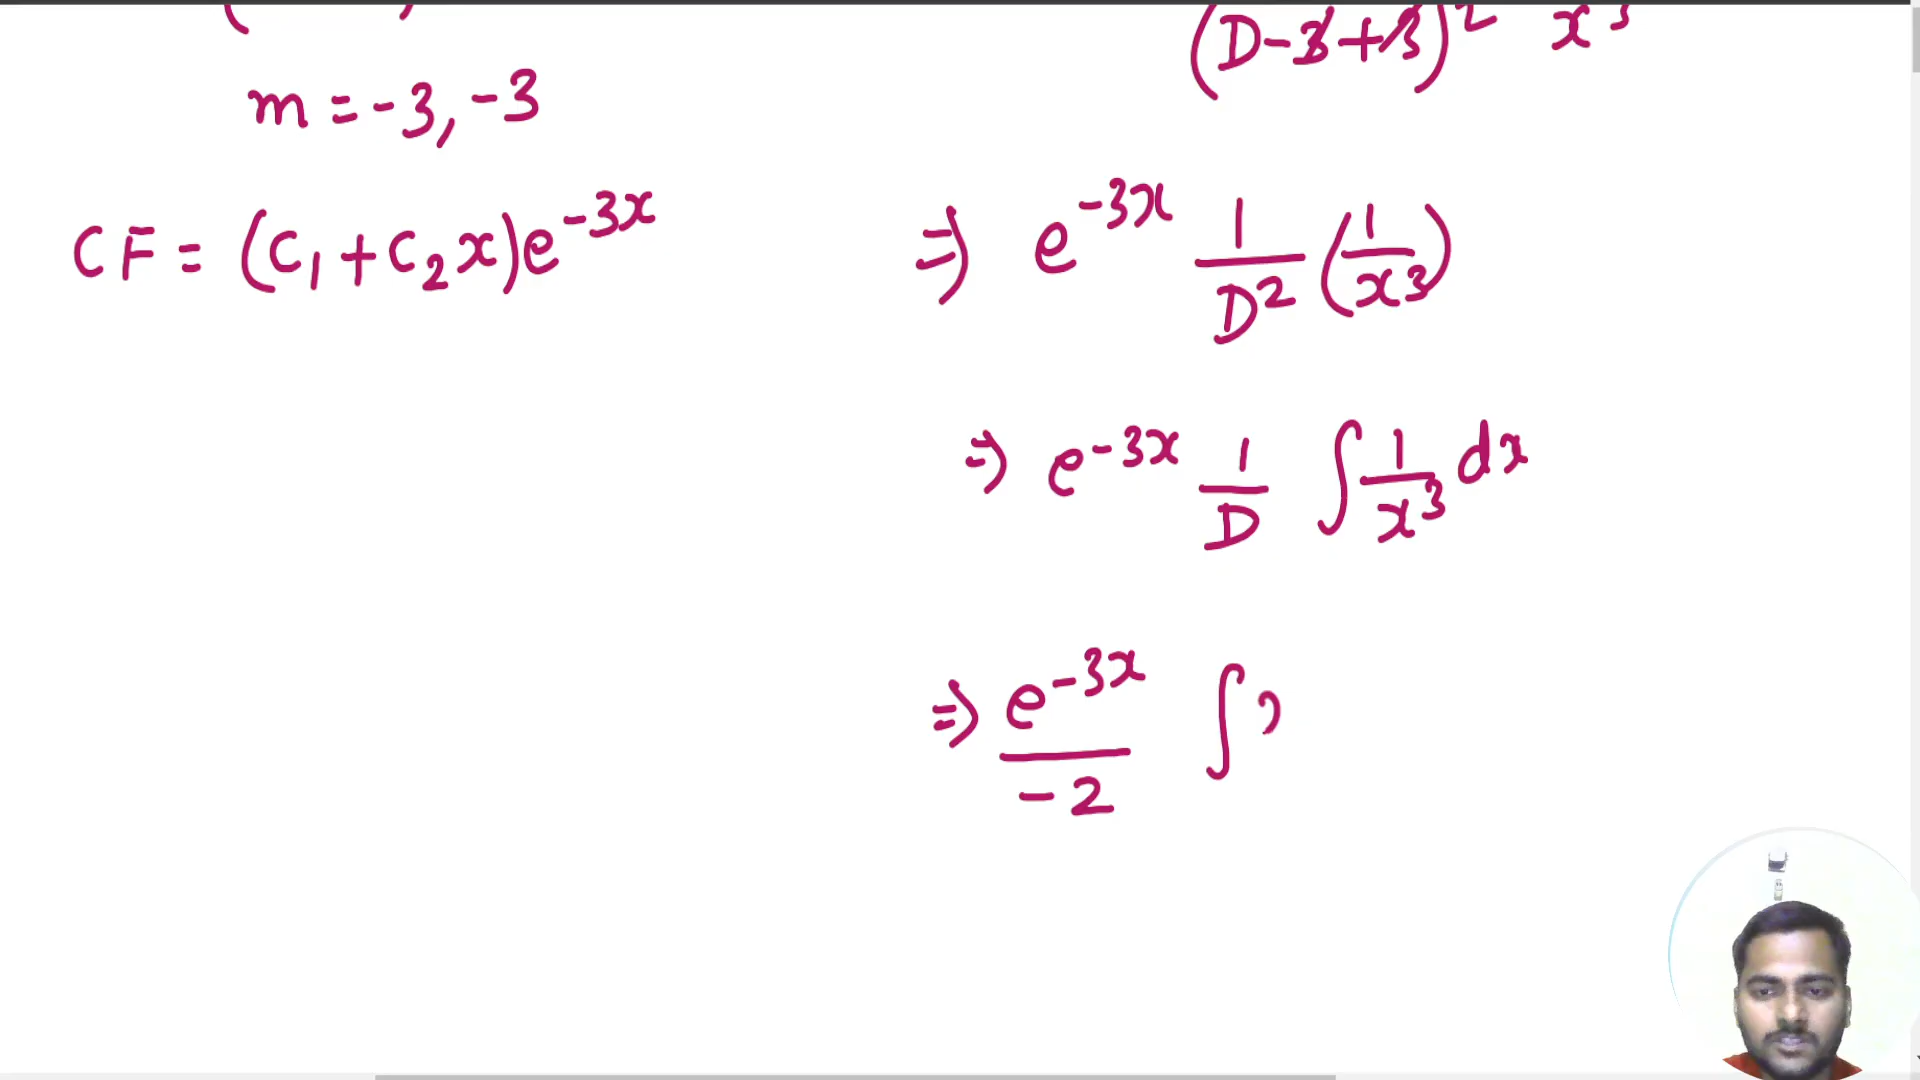 (D-3+3)² x³
m = -3, -3
CF = (C₁ + C₂x)e^{-3x}
⇒ e^{-3x} 1/D² (1/x³)
⇒ e^{-3x} 1/D ∫ 1/x³ dx
⇒ e^{-3x}/-2 ∫